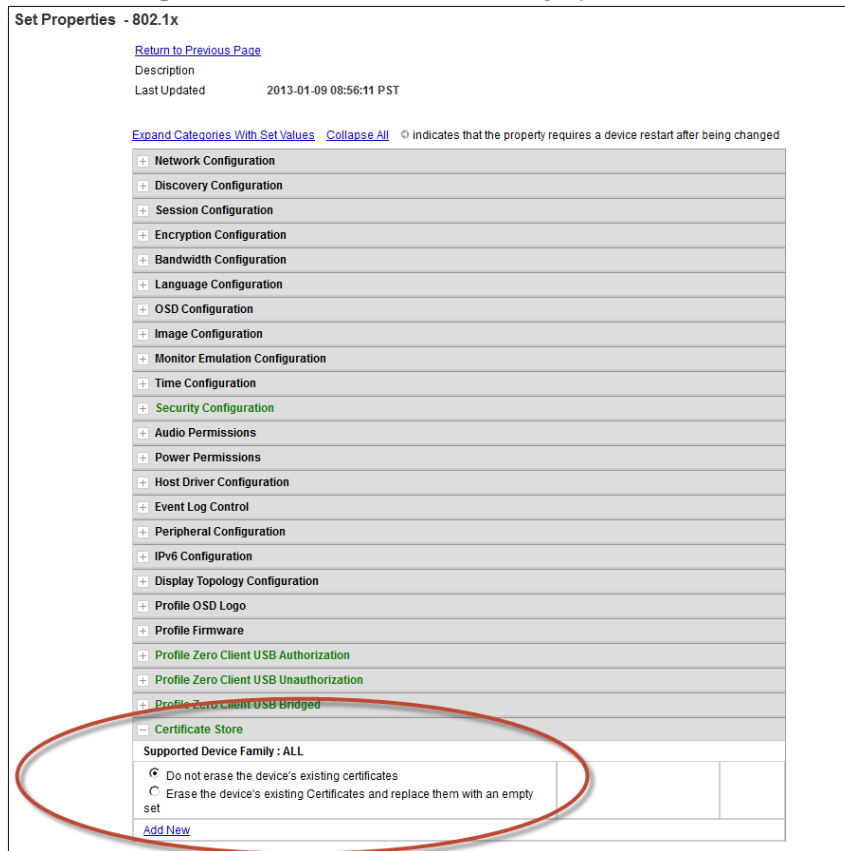 Set Properties - 802.1x
Return to Previous Page
Description
Last Updated 2013-01-09 08:56:11 PST
Expand Categories With Set Values Collapse All indicates that the property requires a device restart after being changed
Network Configuration
Discovery Configuration
Session Configuration
Encryption Configuration
Bandwidth Configuration
Language Configuration
OSD Configuration
Image Configuration
Monitor Emulation Configuration
Time Configuration
Security Configuration
Audio Permissions
Power Permissions
Host Driver Configuration
Event Log Control
Peripheral Configuration
IPv6 Configuration
Display Topology Configuration
Profile OSD Logo
Profile Firmware
Profile Zero Client USB Authorization
Profile Zero Client USB Unauthorization
Profile Zero Client USB Bridged
Certificate Store
Supported Device Family : ALL
Do not erase the device's existing certificates
Erase the device's existing Certificates and replace them with an empty
set
Add New